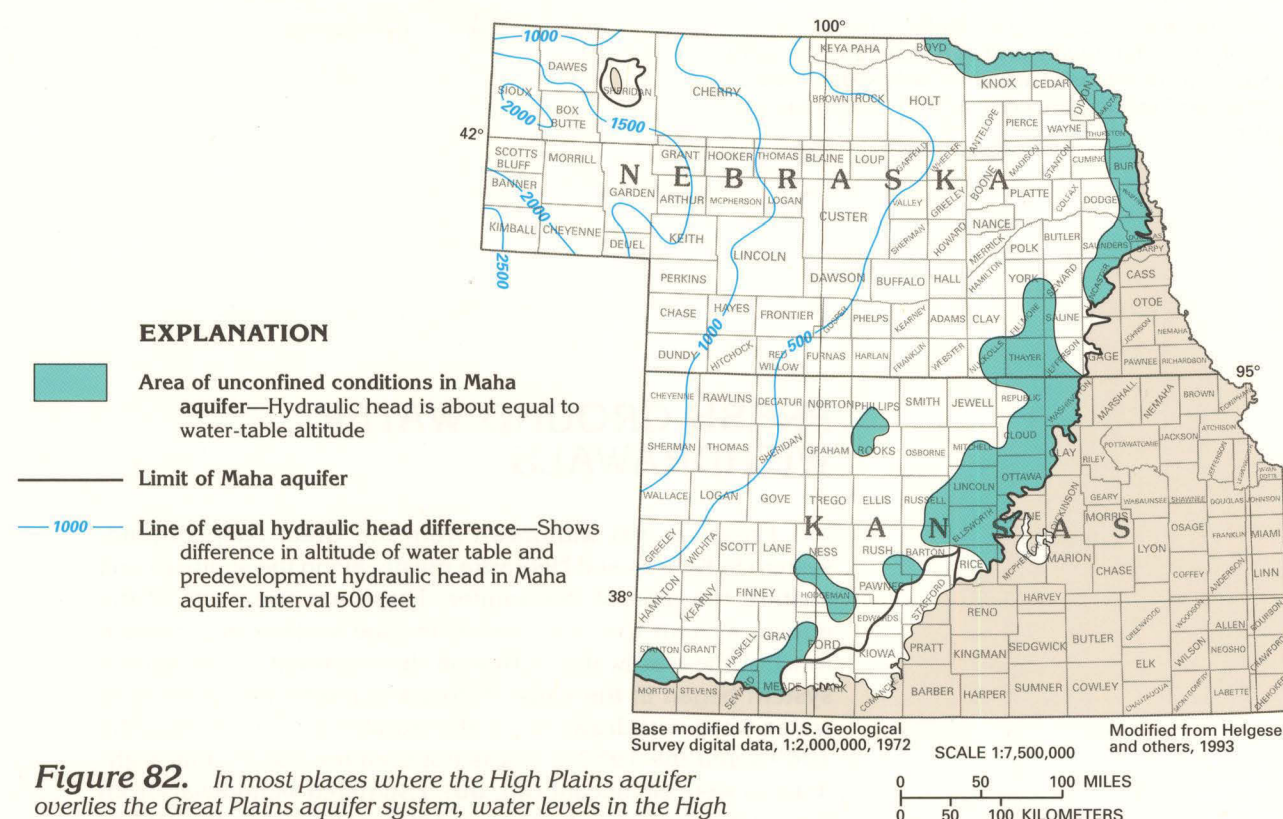 EXPLANATION
Area of unconfined conditions in Maha
aquifer—Hydraulic head is about equal to
water-table altitude
Limit of Maha aquifer
1000
Line of equal hydraulic head difference—Shows
difference in altitude of water table and
predevelopment hydraulic head in Maha
aquifer. Interval 500 feet
100°
42°
38°
95°
1000
2000
1500
2000
2500
1000
500
NEBRASKA
KANSAS
SIOUX
DAWES
SHERIDAN
CHERRY
KEYA PAHA
BOYD
BOX
BUTTE
BROWN
ROCK
HOLT
KNOX
CEDAR
DIXON
ANTELOPE
PIERCE
WAYNE
THURSTON
SCOTTS
BLUFF
MORRILL
GRANT
HOOKER
THOMAS
BLAINE
LOUP
GARFIELD
WHEELER
MADISON
STANTON
CUMING
BANNER
GARDEN
ARTHUR
MCPHERSON
LOGAN
CUSTER
VALLEY
GREELEY
BOONE
PLATTE
COLFAX
DODGE
KIMBALL
CHEYENNE
DEUEL
KEITH
LINCOLN
SHERMAN
HOWARD
NANCE
MERRICK
POLK
BUTLER
SAUNDERS
SARPY
PERKINS
DAWSON
BUFFALO
HALL
HAMILTON
YORK
SEWARD
CASS
OTOE
CHASE
HAYES
FRONTIER
GOSPER
PHELPS
KEARNEY
ADAMS
CLAY
FILLMORE
SALINE
JOHNSON
NEMAHA
DUNDY
HITCHOCK
RED
WILLOW
FURNAS
HARLAN
FRANKLIN
WEBSTER
NUCKOLLS
THAYER
JEFFERSON
GAGE
PAWNEE
RICHARDSON
CHEYENNE
RAWLINS
DECATUR
NORTON
PHILLIPS
SMITH
JEWELL
REPUBLIC
WASHINGTON
MARSHALL
NEMAHA
BROWN
SHERMAN
THOMAS
SHERIDAN
GRAHAM
ROOKS
OSBORNE
MITCHELL
CLOUD
CLAY
RILEY
POTTAWATOMIE
JACKSON
ATCHISON
JEFFERSON
WALLACE
LOGAN
GOVE
TREGO
ELLIS
RUSSELL
LINCOLN
OTTAWA
DICKINSON
GEARY
WABAUNSEE
SHAWNEE
DOUGLAS
JOHNSON
GREELEY
WICHITA
SCOTT
LANE
NESS
RUSH
BARTON
ELLSWORTH
RICE
MCPHERSON
MARION
MORRIS
CHASE
LYON
OSAGE
FRANKLIN
MIAMI
COFFEY
ANDERSON
LINN
HAMILTON
KEARNY
FINNEY
HODGEMAN
PAWNEE
STAFFORD
EDWARDS
RENO
HARVEY
STANTON
GRANT
HASKELL
GRAY
FORD
KIOWA
PRATT
KINGMAN
SEDGWICK
BUTLER
GREENWOOD
WOODSON
ALLEN
BOURBON
ELK
WILSON
NEOSHO
CRAWFORD
MORTON
STEVENS
SEWARD
MEADE
CLARK
COMANCHE
BARBER
HARPER
SUMNER
COWLEY
CHAUTAUQUA
MONTGOMERY
LABETTE
CHEROKEE
Base modified from U.S. Geological
Survey digital data, 1:2,000,000, 1972
Modified from Helgese
and others, 1993
SCALE 1:7,500,000
0 50 100 MILES
0 50 100 KILOMETERS
Figure 82. In most places where the High Plains aquifer
overlies the Great Plains aquifer system, water levels in the High